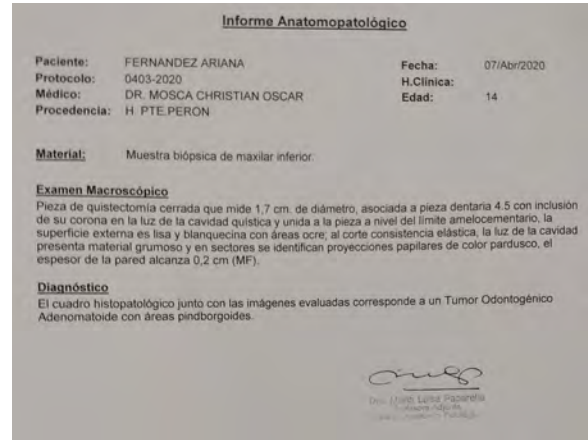 Informe Anatomopatológico
Paciente: FERNANDEZ ARIANA Fecha: 07/Abr/2020
Protocolo: 0403-2020 H.Clinica:
Médico: DR. MOSCA CHRISTIAN OSCAR Edad: 14
Procedencia: H. PTE.PERON
Material: Muestra biópsica de maxilar inferior.
Examen Macroscópico
Pieza de quistectomía cerrada que mide 1,7 cm. de diámetro, asociada a pieza dentaria 4.5 con inclusión
de su corona en la luz de la cavidad quística y unida a la pieza a nivel del límite amelocementario, la
superficie externa es lisa y blanquecina con áreas ocre; al corte consistencia elástica, la luz de la cavidad
presenta material grumoso y en sectores se identifican proyecciones papilares de color pardusco, el
espesor de la pared alcanza 0,2 cm (MF).
Diagnóstico
El cuadro histopatológico junto con las imágenes evaluadas corresponde a un Tumor Odontogénico
Adenomatoide con áreas pindborgoides.
Dra. María Luisa Paparella